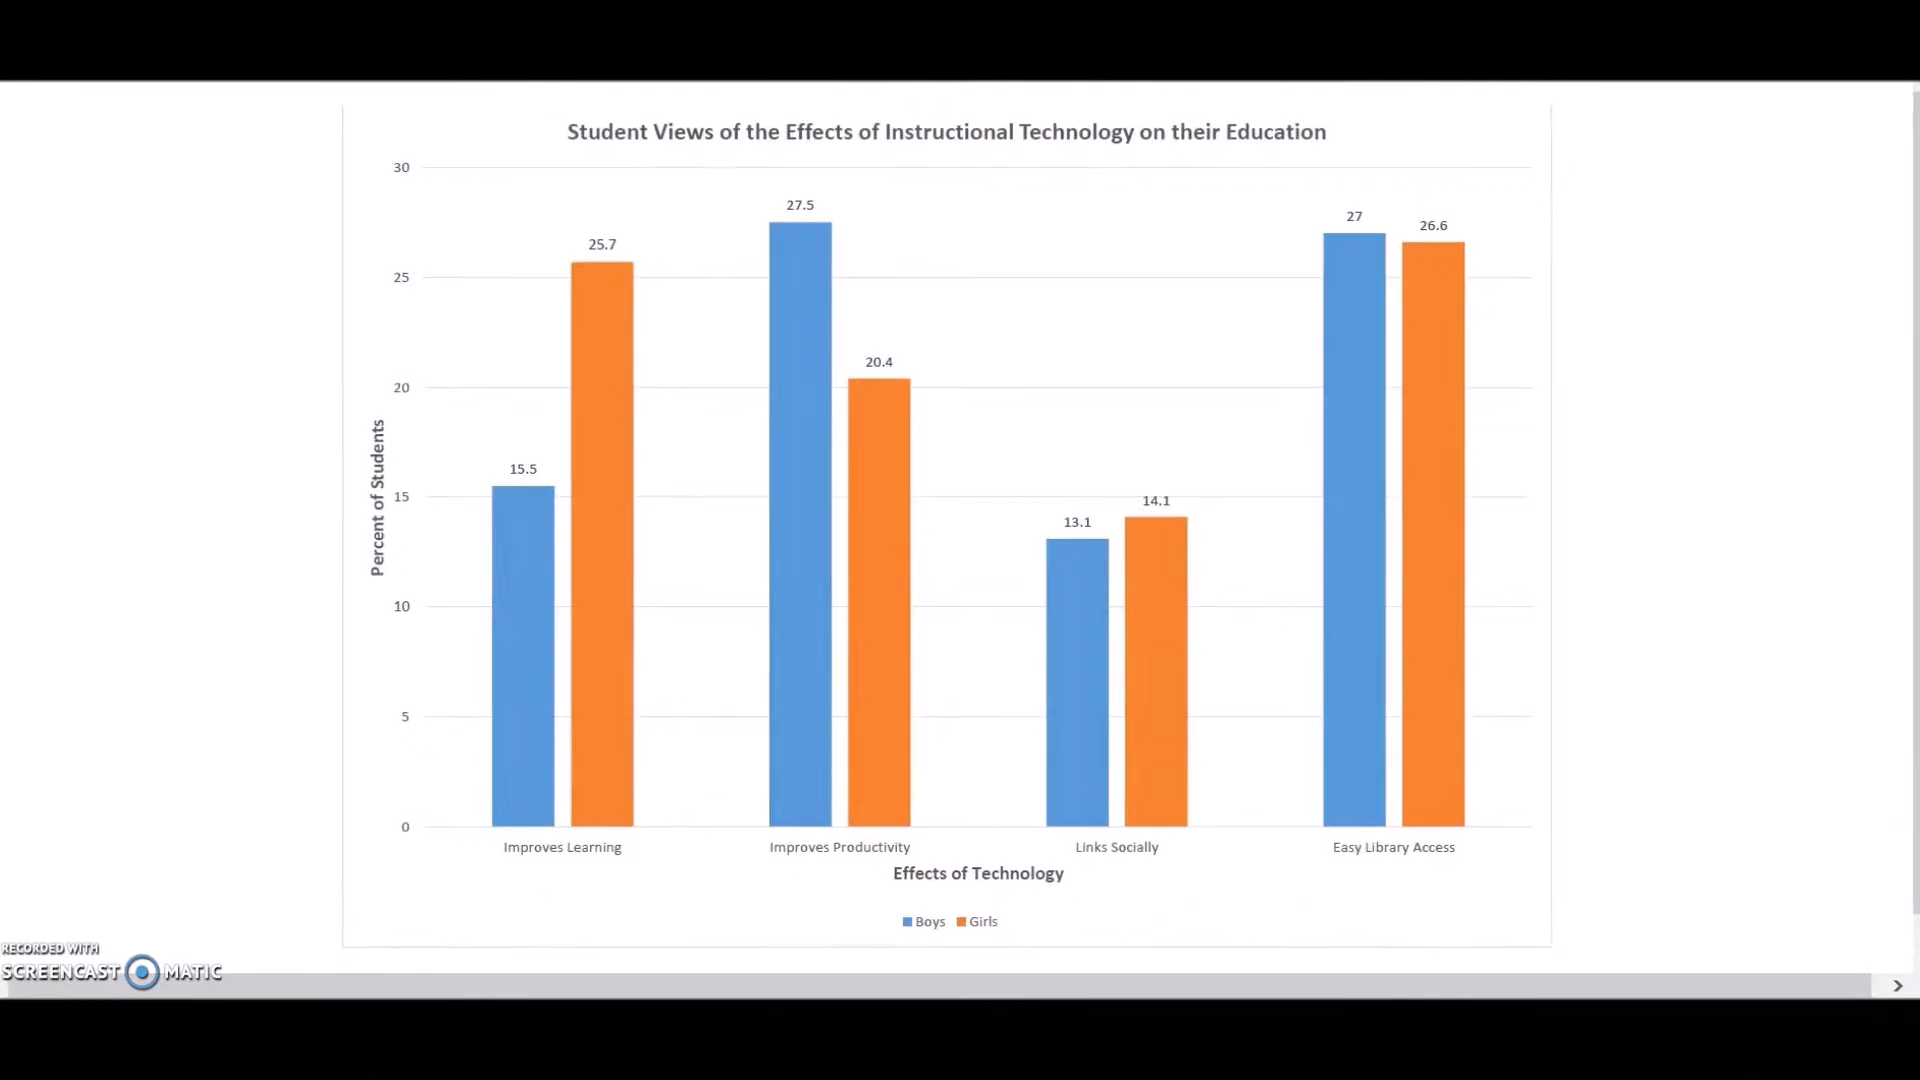 Student Views of the Effects of Instructional Technology on their Education
30
25
20
15
10
5
0
Percent of Students
15.5
25.7
27.5
20.4
13.1
14.1
27
26.6
Improves Learning
Improves Productivity
Links Socially
Easy Library Access
Effects of Technology
Boys Girls
RECORDED WITH
SCREENCAST MATIC